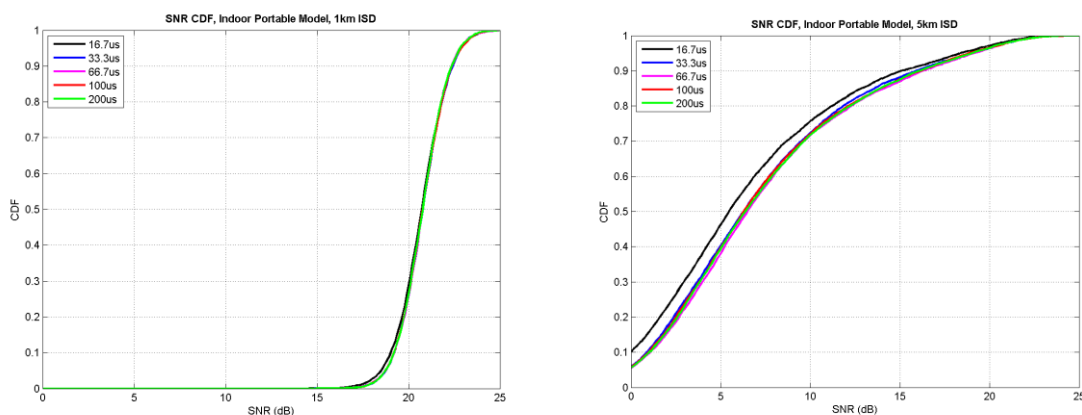 SNR CDF, Indoor Portable Model, 1km ISD
1
0.9
0.8
0.7
0.6
0.5
0.4
0.3
0.2
0.1
0
CDF
16.7us
33.3us
66.7us
100us
200us
0 5 10 15 20 25
SNR (dB)
SNR CDF, Indoor Portable Model, 5km ISD
1
0.9
0.8
0.7
0.6
0.5
0.4
0.3
0.2
0.1
0
CDF
16.7us
33.3us
66.7us
100us
200us
0 5 10 15 20 25
SNR (dB)